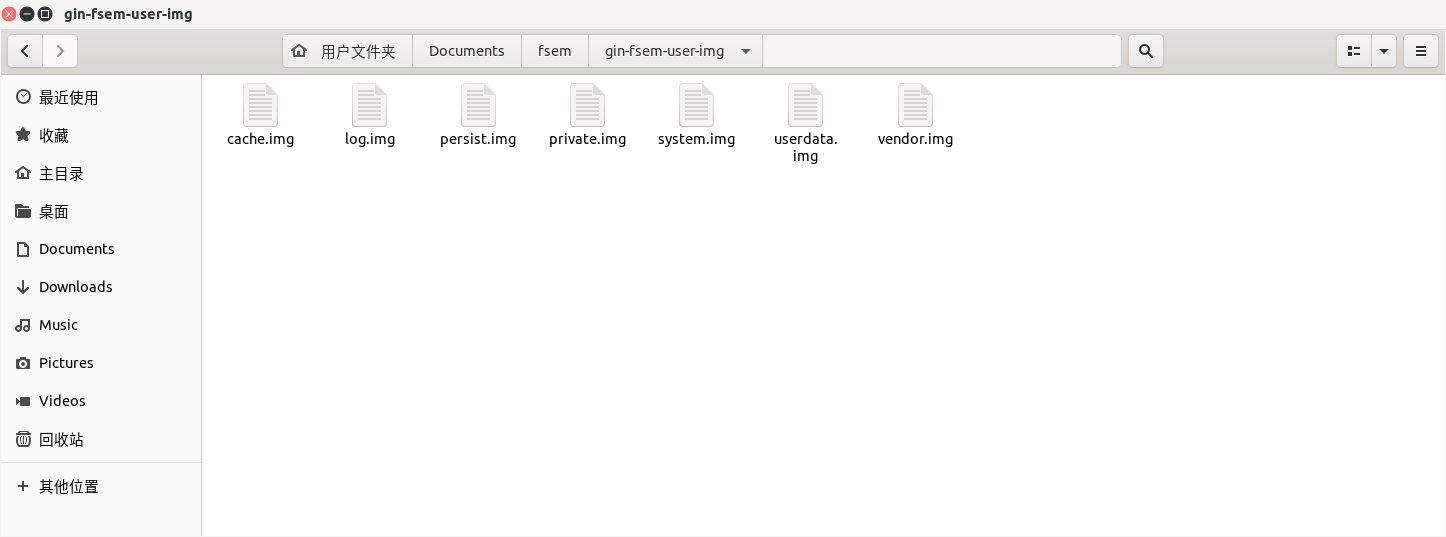 gin-fsem-user-img
用户文件夹 Documents fsem gin-fsem-user-img
最近使用
收藏
主目录
桌面
Documents
Downloads
Music
Pictures
Videos
回收站
其他位置
cache.img log.img persist.img private.img system.img userdata. vendor.img
img